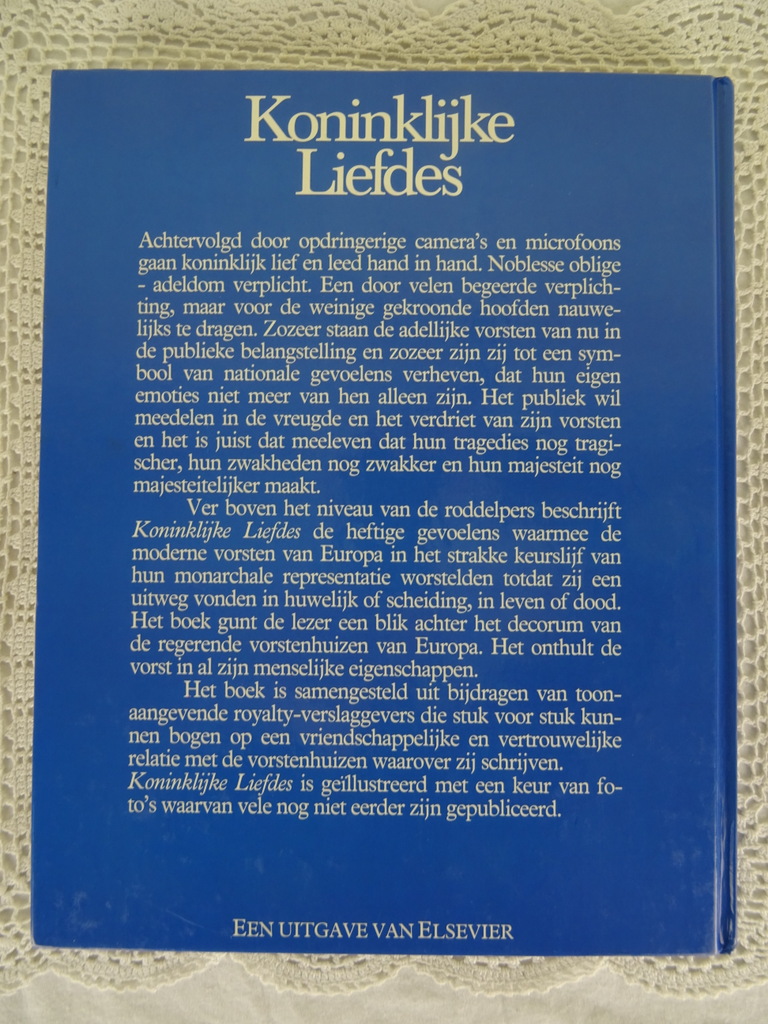 Koninklijke
Liefdes
Achtervolgd door opdringerige camera's en microfoons
gaan koninklijk lief en leed hand in hand. Noblesse oblige
- adeldom verplicht. Een door velen begeerde verplich-
ting, maar voor de weinige gekroonde hoofden nauwe-
lijks te dragen. Zozeer staan de adellijke vorsten van nu in
de publieke belangstelling en zozeer zijn zij tot een sym-
bool van nationale gevoelens verheven, dat hun eigen
emoties niet meer van hen alleen zijn. Het publiek wil
meedelen in de vreugde en het verdriet van zijn vorsten
en het is juist dat meeleven dat hun tragedies nog tragi-
scher, hun zwakheden nog zwakker en hun majesteit nog
majesteitelijker maakt.
Ver boven het niveau van de roddelpers beschrijft
Koninklijke Liefdes de heftige gevoelens waarmee de
moderne vorsten van Europa in het strakke keurslijf van
hun monarchale representatie worstelden totdat zij een
uitweg vonden in huwelijk of scheiding, in leven of dood.
Het boek gunt de lezer een blik achter het decorum van
de regerende vorstenhuizen van Europa. Het onthult de
vorst in al zijn menselijke eigenschappen.
Het boek is samengesteld uit bijdragen van toon-
aangevende royalty-verslaggevers die stuk voor stuk kun-
nen bogen op een vriendschappelijke en vertrouwelijke
relatie met de vorstenhuizen waarover zij schrijven.
Koninklijke Liefdes is geïllustreerd met een keur van fo-
to's waarvan vele nog niet eerder zijn gepubliceerd.
EEN UITGAVE VAN ELSEVIER